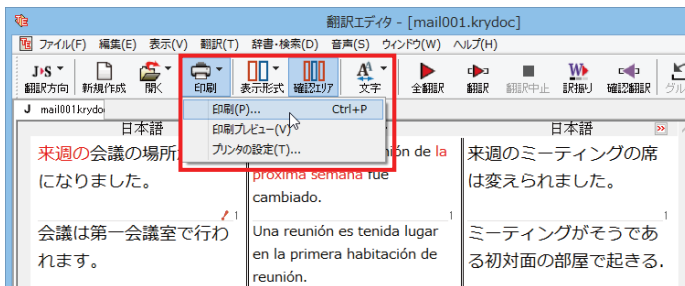 翻訳エディタ - [mail001.krydoc]
ファイル(F) 編集(E) 表示(V) 翻訳(T) 辞書・検索(D) 音声(S) ウィンドウ(W) ヘルプ(H)
J▸S
翻訳方向 新規作成 開く 印刷 表示形式 確認エリア 文字 全翻訳 翻訳 翻訳中止 訳振り 確認翻訳
J mail001krydo
印刷(P)... Ctrl+P
印刷プレビュー(V)
プリンタの設定(T)...
日本語
来週の会議の場所
になりました。
1
会議は第一会議室で行わ
れます。
de la
próxima semana fue
cambiado.
1
Una reunión es tenida lugar
en la primera habitación de
reunión.
日本語
来週のミーティングの席
は変えられました。
1
ミーティングがそうであ
る初対面の部屋で起きる.